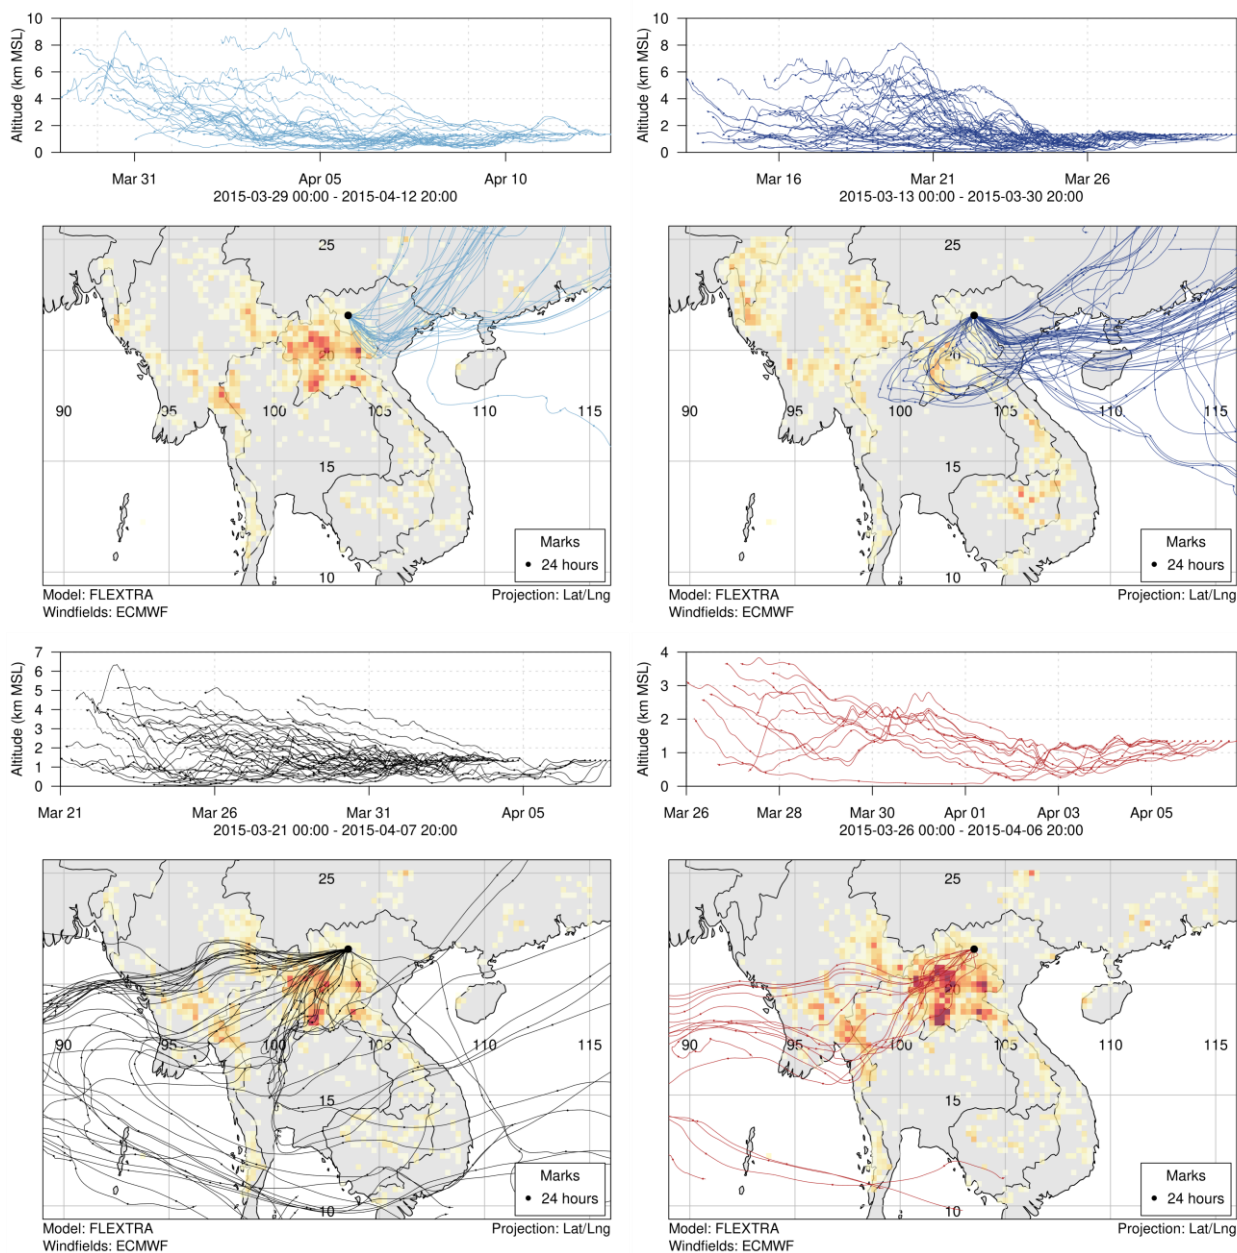 10
8
6
4
2
0
Altitude (km MSL)
Mar 31
Apr 05
Apr 10
2015-03-29 00:00 - 2015-04-12 20:00
25
20
90
95
100
105
110
115
15
10
Marks
24 hours
Model: FLEXTRA
Projection: Lat/Lng
Windfields: ECMWF
10
8
6
4
2
0
Altitude (km MSL)
Mar 16
Mar 21
Mar 26
2015-03-13 00:00 - 2015-03-30 20:00
25
20
90
95
100
105
110
115
15
10
Marks
24 hours
Model: FLEXTRA
Projection: Lat/Lng
Windfields: ECMWF
7
6
5
4
3
2
1
0
Altitude (km MSL)
Mar 21
Mar 26
Mar 31
Apr 05
2015-03-21 00:00 - 2015-04-07 20:00
25
20
90
95
100
105
110
115
15
10
Marks
24 hours
Model: FLEXTRA
Projection: Lat/Lng
Windfields: ECMWF
4
3
2
1
0
Altitude (km MSL)
Mar 26
Mar 28
Mar 30
Apr 01
Apr 03
Apr 05
2015-03-26 00:00 - 2015-04-06 20:00
25
20
90
95
100
105
110
115
15
10
Marks
24 hours
Model: FLEXTRA
Projection: Lat/Lng
Windfields: ECMWF